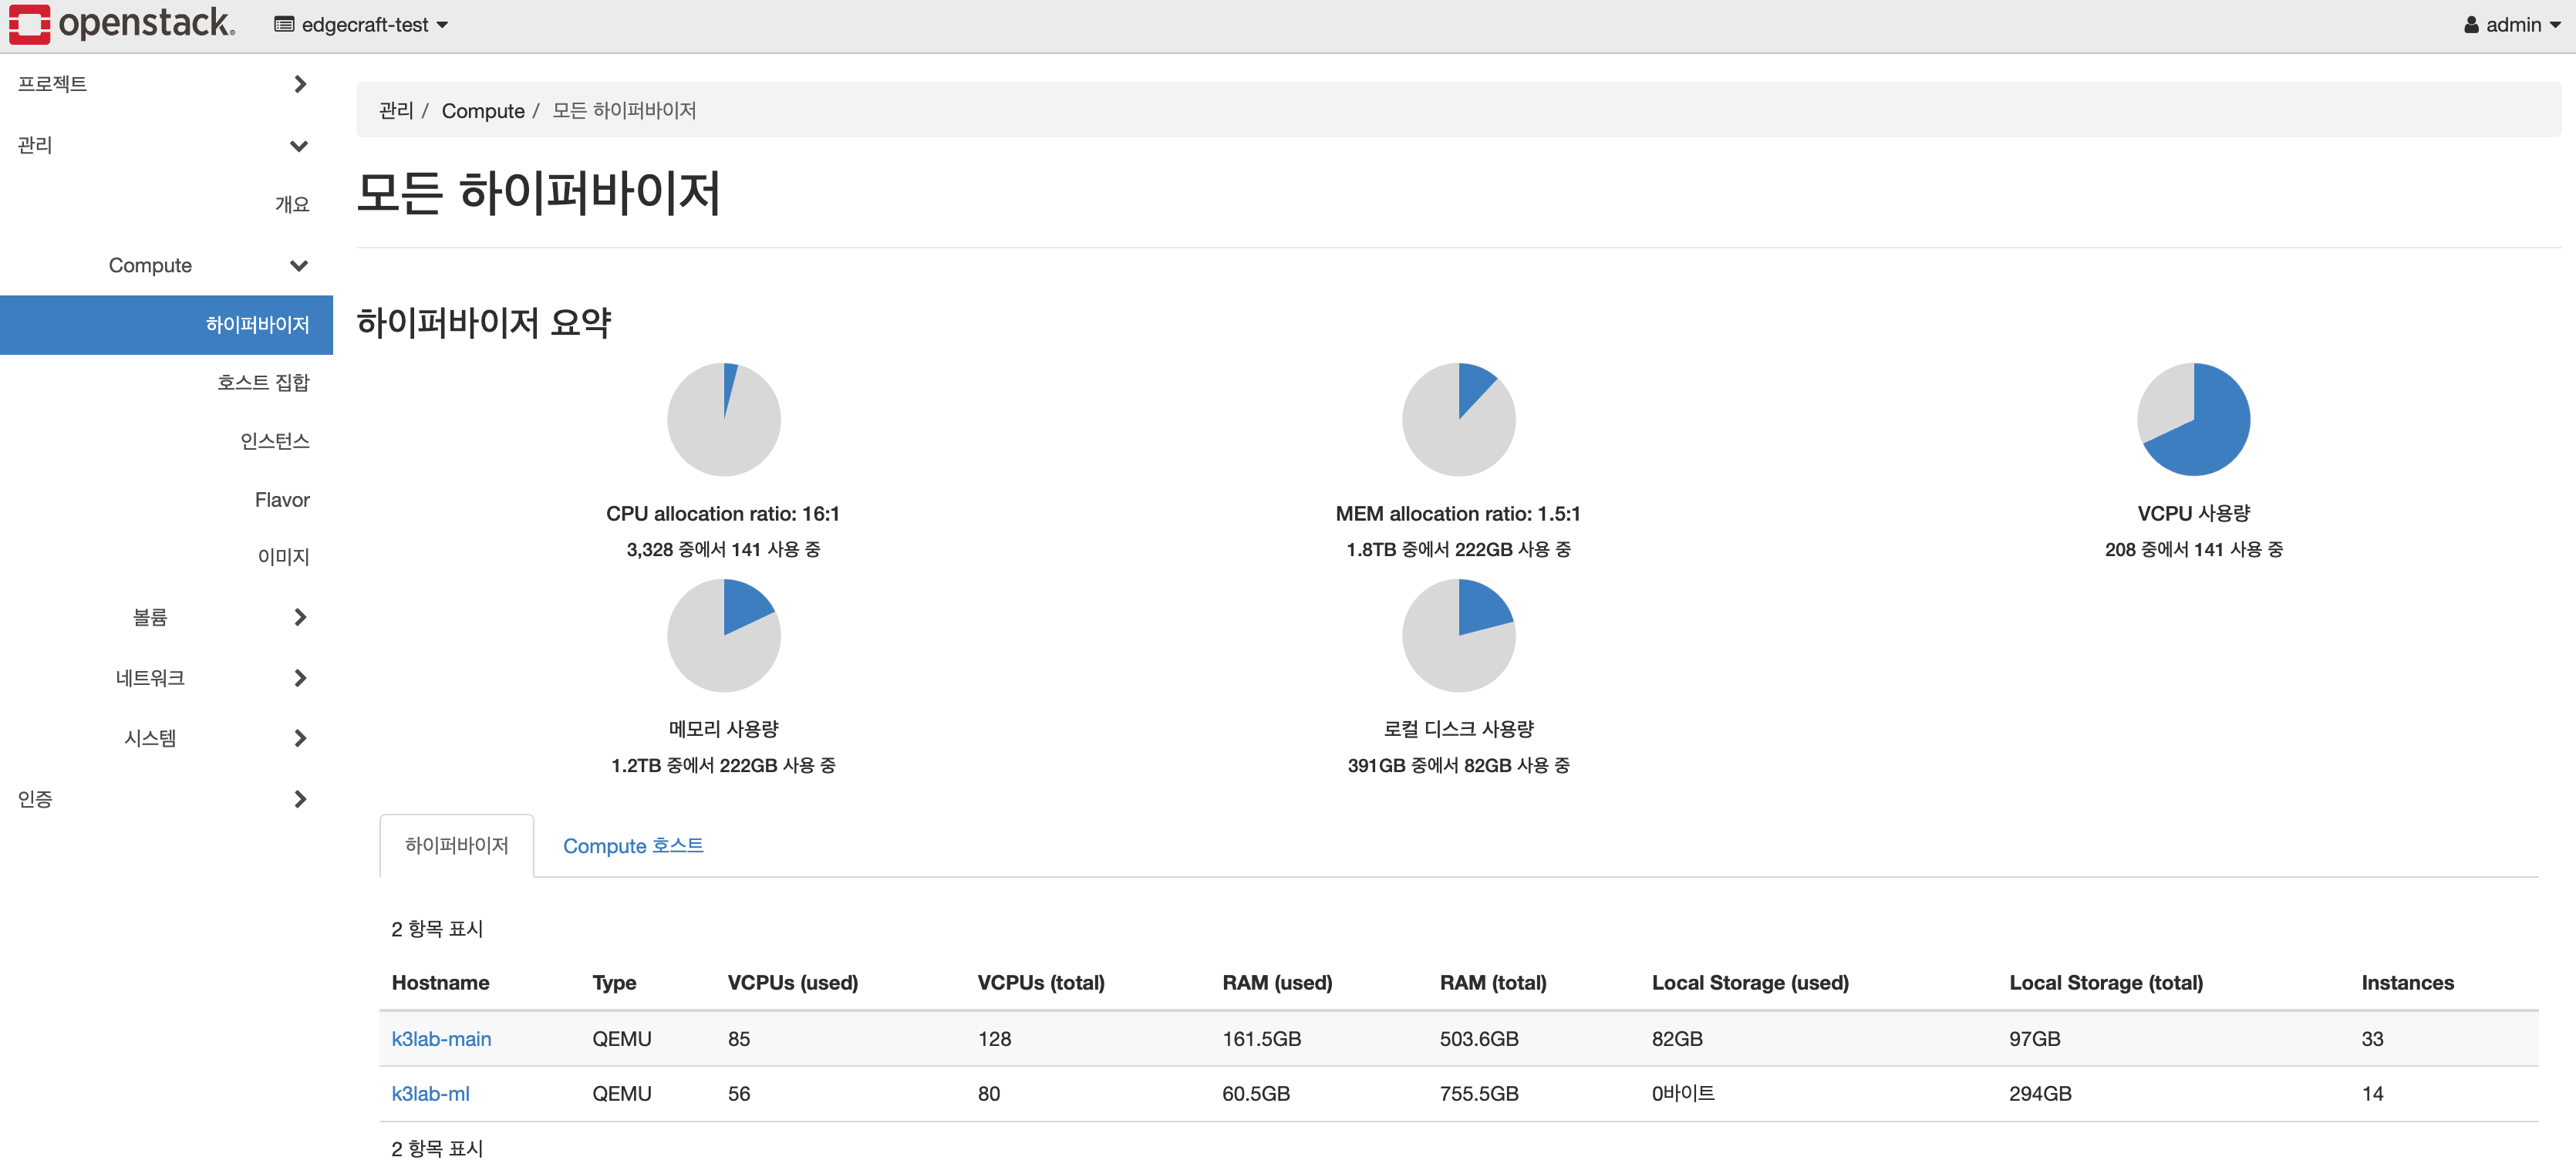 openstack. edgecraft-test admin
프로젝트
관리
개요
Compute
하이퍼바이저
호스트 집합
인스턴스
Flavor
이미지
볼륨
네트워크
시스템
인증
관리 / Compute / 모든 하이퍼바이저
모든 하이퍼바이저
하이퍼바이저 요약
CPU allocation ratio: 16:1
3,328 중에서 141 사용 중
MEM allocation ratio: 1.5:1
1.8TB 중에서 222GB 사용 중
VCPU 사용량
208 중에서 141 사용 중
메모리 사용량
1.2TB 중에서 222GB 사용 중
로컬 디스크 사용량
391GB 중에서 82GB 사용 중
하이퍼바이저 Compute 호스트
2 항목 표시
Hostname Type VCPUs (used) VCPUs (total) RAM (used) RAM (total) Local Storage (used) Local Storage (total) Instances
k3lab-main QEMU 85 128 161.5GB 503.6GB 82GB 97GB 33
k3lab-ml QEMU 56 80 60.5GB 755.5GB 0바이트 294GB 14
2 항목 표시